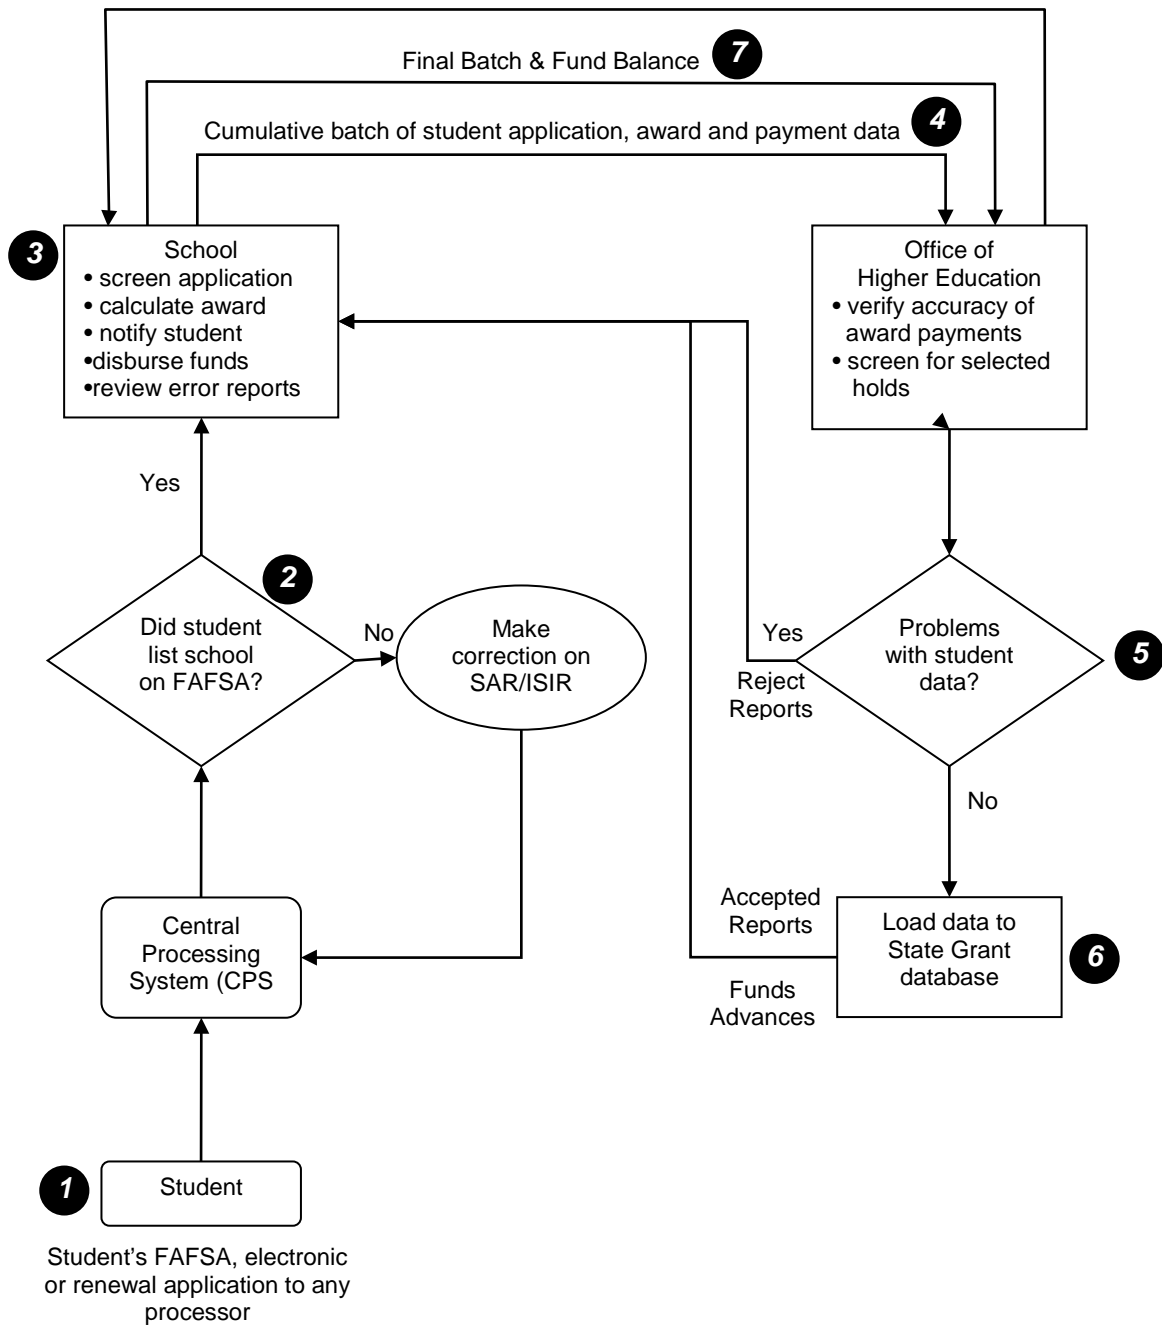 Final Batch & Fund Balance
7
Cumulative batch of student application, award and payment data
4
3
School
• screen application
• calculate award
• notify student
•disburse funds
•review error reports
Office of
Higher Education
• verify accuracy of
award payments
• screen for selected
holds
Yes
2
Did student
list school
on FAFSA?
No
Make
correction on
SAR/ISIR
Yes
Reject
Reports
Problems
with student
data?
5
No
Central
Processing
System (CPS
Accepted
Reports
Funds
Advances
Load data to
State Grant
database
6
1
Student
Student’s FAFSA, electronic
or renewal application to any
processor